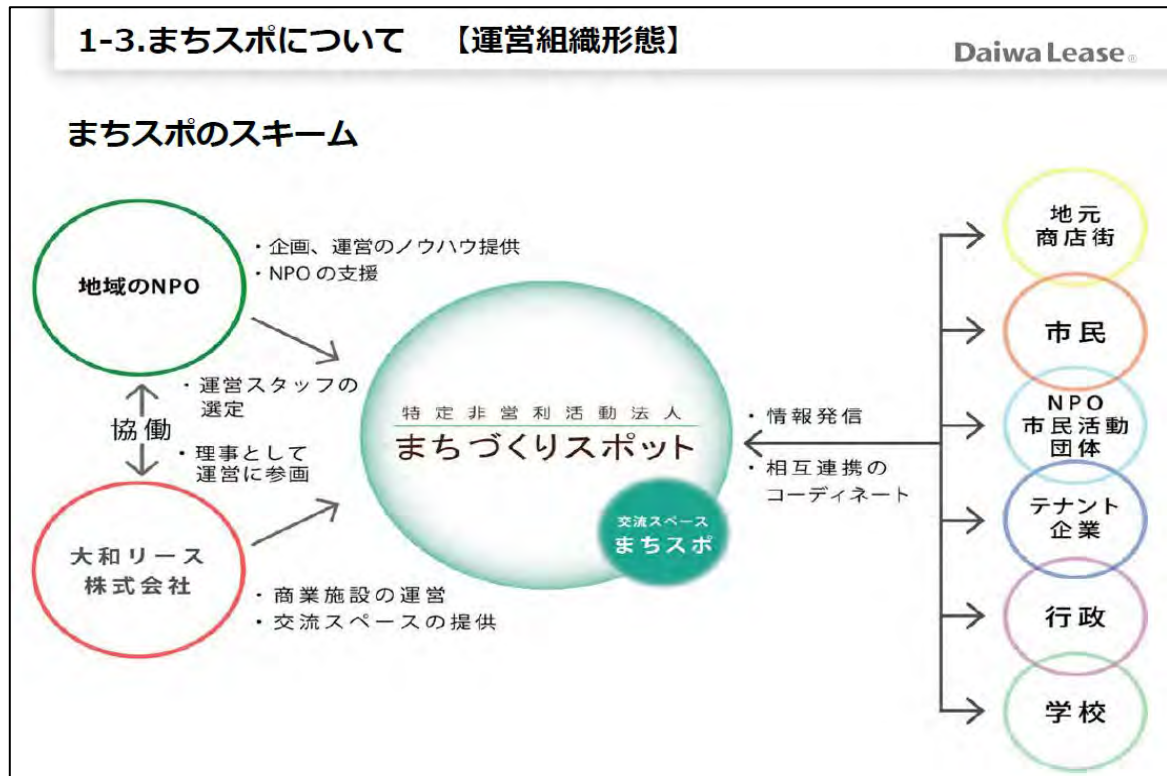 1-3.まちスポについて 【運営組織形態】
Daiwa Lease®
まちスポのスキーム
地域のNPO
・企画、運営のノウハウ提供
・NPOの支援
・運営スタッフの
選定
協働
・理事として
運営に参画
大和リース
株式会社
・商業施設の運営
・交流スペースの提供
特定非営利活動法人
まちづくりスポット
交流スペース
まちスポ
・情報発信
・相互連携の
コーディネート
地元
商店街
市民
NPO
市民活動
団体
テナント
企業
行政
学校